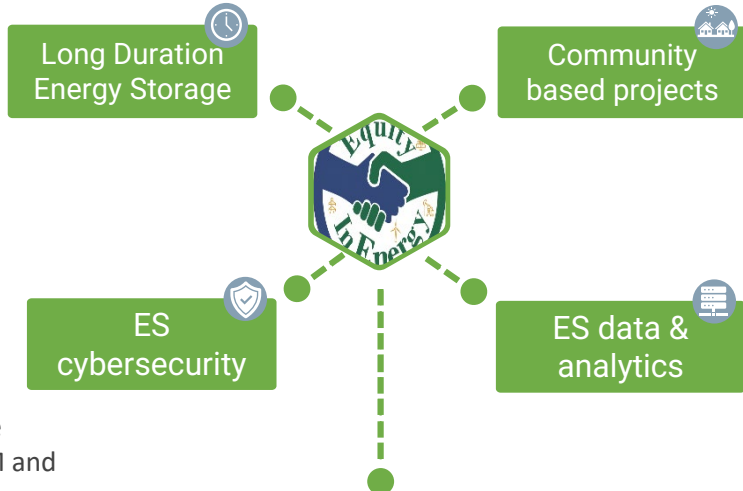 Long Duration
Energy Storage
Community
based projects
Equity
In Energy
ES
cybersecurity
ES data &
analytics
and